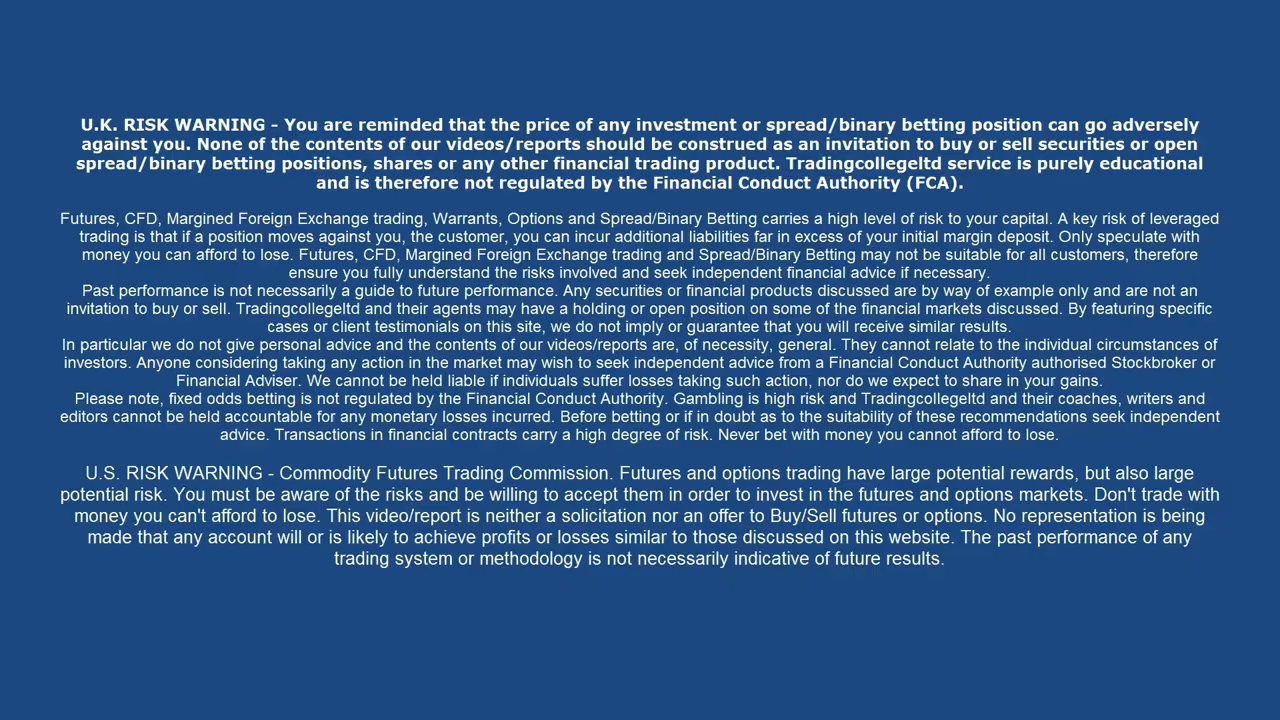 U.K. RISK WARNING - You are reminded that the price of any investment or spread/binary betting position can go adversely
against you. None of the contents of our videos/reports should be construed as an invitation to buy or sell securities or open
spread/binary betting positions, shares or any other financial trading product. Tradingcollegeltd service is purely educational
and is therefore not regulated by the Financial Conduct Authority (FCA).
Futures, CFD, Margined Foreign Exchange trading, Warrants, Options and Spread/Binary Betting carries a high level of risk to your capital. A key risk of leveraged
trading is that if a position moves against you, the customer, you can incur additional liabilities far in excess of your initial margin deposit. Only speculate with
money you can afford to lose. Futures, CFD, Margined Foreign Exchange trading and Spread/Binary Betting may not be suitable for all customers, therefore
ensure you fully understand the risks involved and seek independent financial advice if necessary.
Past performance is not necessarily a guide to future performance. Any securities or financial products discussed are by way of example only and are not an
invitation to buy or sell. Tradingcollegeltd and their agents may have a holding or open position on some of the financial markets discussed. By featuring specific
cases or client testimonials on this site, we do not imply or guarantee that you will receive similar results.
In particular we do not give personal advice and the contents of our videos/reports are, of necessity, general. They cannot relate to the individual circumstances of
investors. Anyone considering taking any action in the market may wish to seek independent advice from a Financial Conduct Authority authorised Stockbroker or
Financial Adviser. We cannot be held liable if individuals suffer losses taking such action, nor do we expect to share in your gains.
Please note, fixed odds betting is not regulated by the Financial Conduct Authority. Gambling is high risk and Tradingcollegeltd and their coaches, writers and
editors cannot be held accountable for any monetary losses incurred. Before betting or if in doubt as to the suitability of these recommendations seek independent
advice. Transactions in financial contracts carry a high degree of risk. Never bet with money you cannot afford to lose.
U.S. RISK WARNING - Commodity Futures Trading Commission. Futures and options trading have large potential rewards, but also large
potential risk. You must be aware of the risks and be willing to accept them in order to invest in the futures and options markets. Don't trade with
money you can't afford to lose. This video/report is neither a solicitation nor an offer to Buy/Sell futures or options. No representation is being
made that any account will or is likely to achieve profits or losses similar to those discussed on this website. The past performance of any
trading system or methodology is not necessarily indicative of future results.